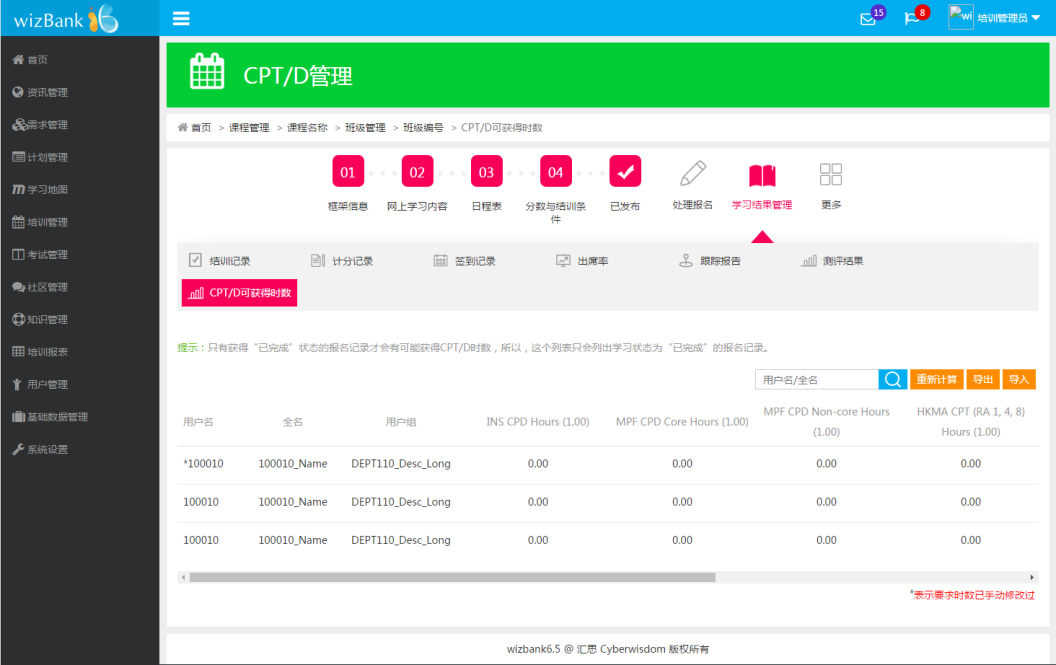 wizBank 6
15
8
wi
培训管理员
首页
资讯管理
需求管理
计划管理
学习地图
培训管理
考试管理
社区管理
知识管理
培训报表
用户管理
基础数据管理
系统设置
CPT/D管理
首页 > 课程管理 > 课程名称 > 班级管理 > 班级编号 > CPT/D可获得时数
01 02 03 04
框架信息 网上学习内容 日程表 分数与结训条件 已发布 处理报名 学习结果管理 更多
结训记录 计分记录 签到记录 出席率 跟踪报告 测评结果
CPT/D可获得时数
提示：只有获得“已完成”状态的报名记录才会有可能获得CPT/D时数，所以，这个列表只会列出学习状态为“已完成”的报名记录。
用户名/全名 重新计算 导出 导入
用户名 全名 用户组 INS CPD Hours (1.00) MPF CPD Core Hours (1.00) MPF CPD Non-core Hours (1.00) HKMA CPT (RA 1, 4, 8) Hours (1.00)
*100010 100010_Name DEPT110_Desc_Long 0.00 0.00 0.00 0.00
100010 100010_Name DEPT110_Desc_Long 0.00 0.00 0.00 0.00
100010 100010_Name DEPT110_Desc_Long 0.00 0.00 0.00 0.00
*表示要求时数已手动修改过
wizbank6.5 @ 汇思 Cyberwisdom 版权所有